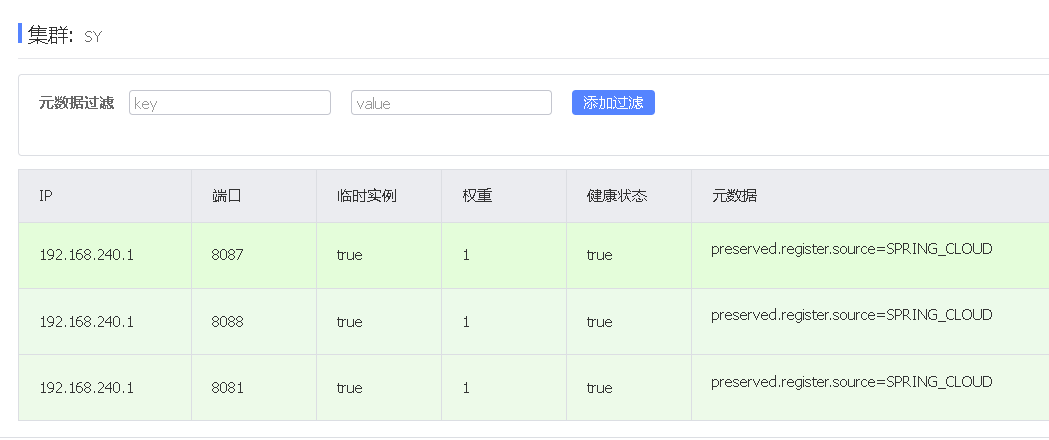 集群: SY
元数据过滤 key value 添加过滤
IP 端口 临时实例 权重 健康状态 元数据
192.168.240.1 8087 true 1 true preserved.register.source=SPRING_CLOUD
192.168.240.1 8088 true 1 true preserved.register.source=SPRING_CLOUD
192.168.240.1 8081 true 1 true preserved.register.source=SPRING_CLOUD